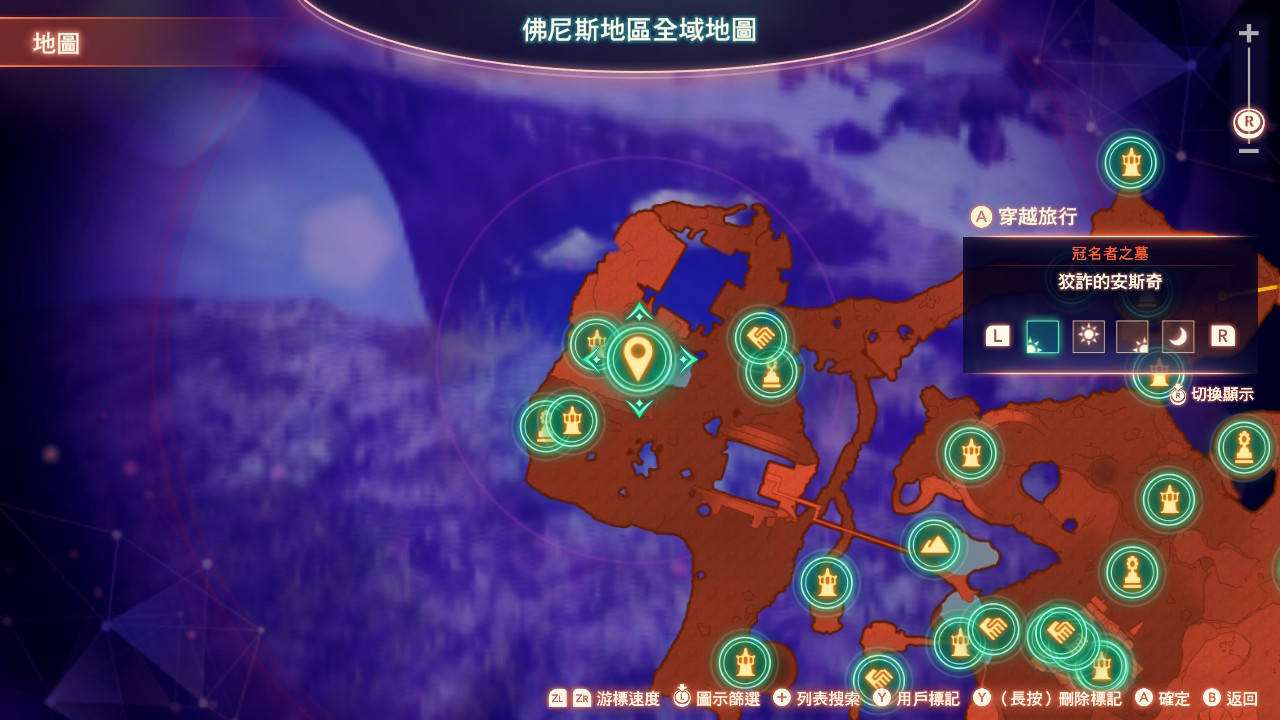 地圖
佛尼斯地區全域地圖
R
A 穿越旅行
冠名者之墓
狡詐的安斯奇
L R
R 切換顯示
ZL ZR 游標速度 L 圖示篩選 + 列表搜索 Y 用戶標記 Y（長按）刪除標記 A 確定 B 返回